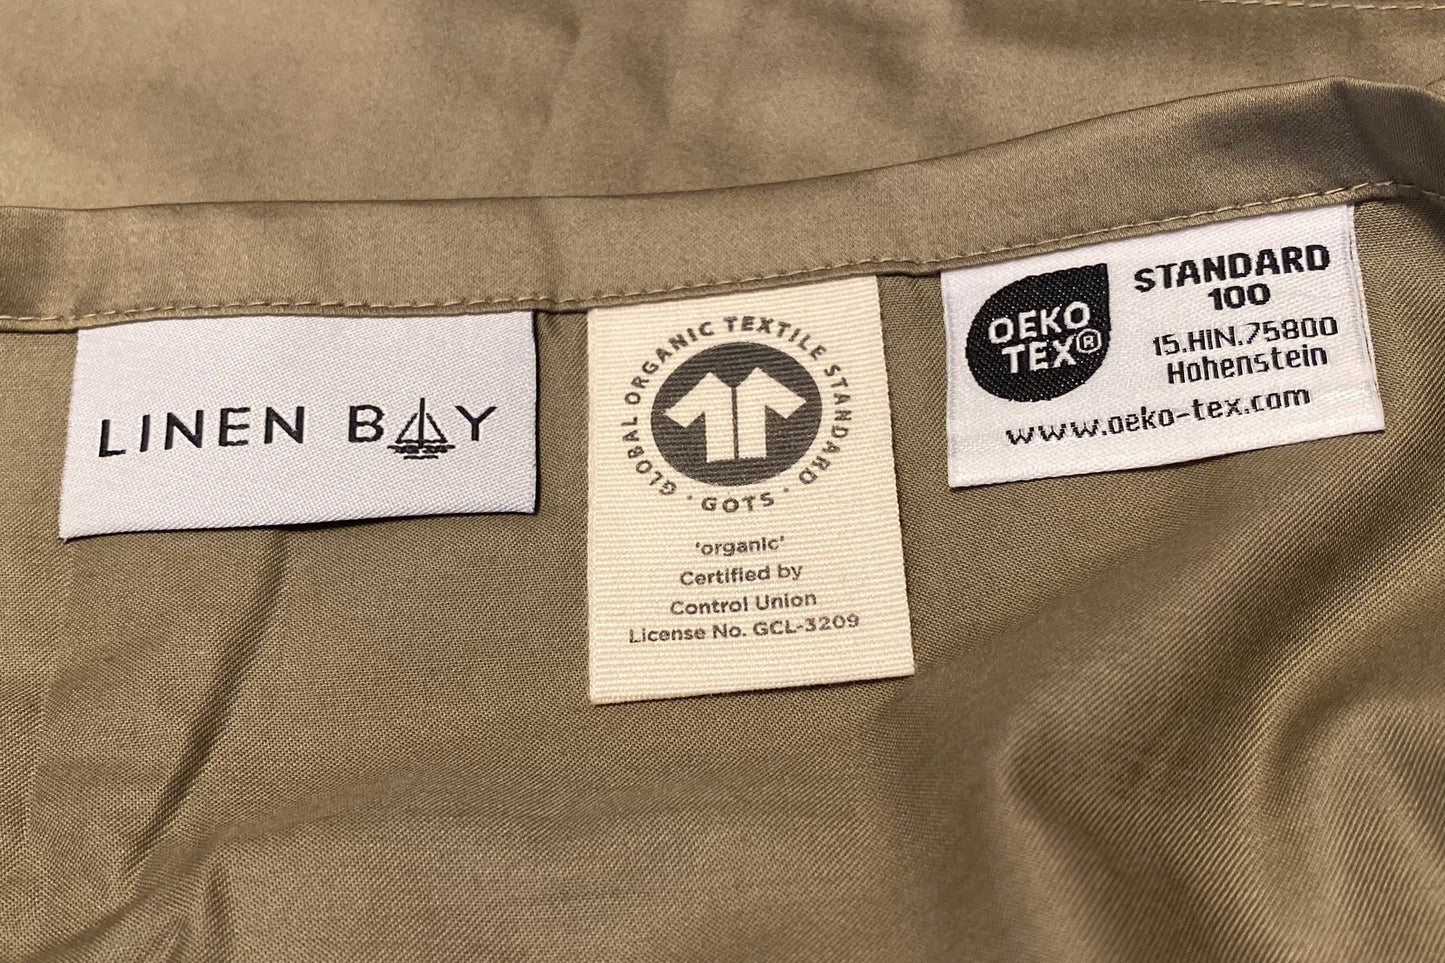 LINEN BAY
GLOBAL ORGANIC TEXTILE STANDARD · GOTS ·
'organic'
Certified by
Control Union
License No. GCL-3209
OEKO
TEX®
STANDARD
100
15.HIN.75800
Hohenstein
www.oeko-tex.com